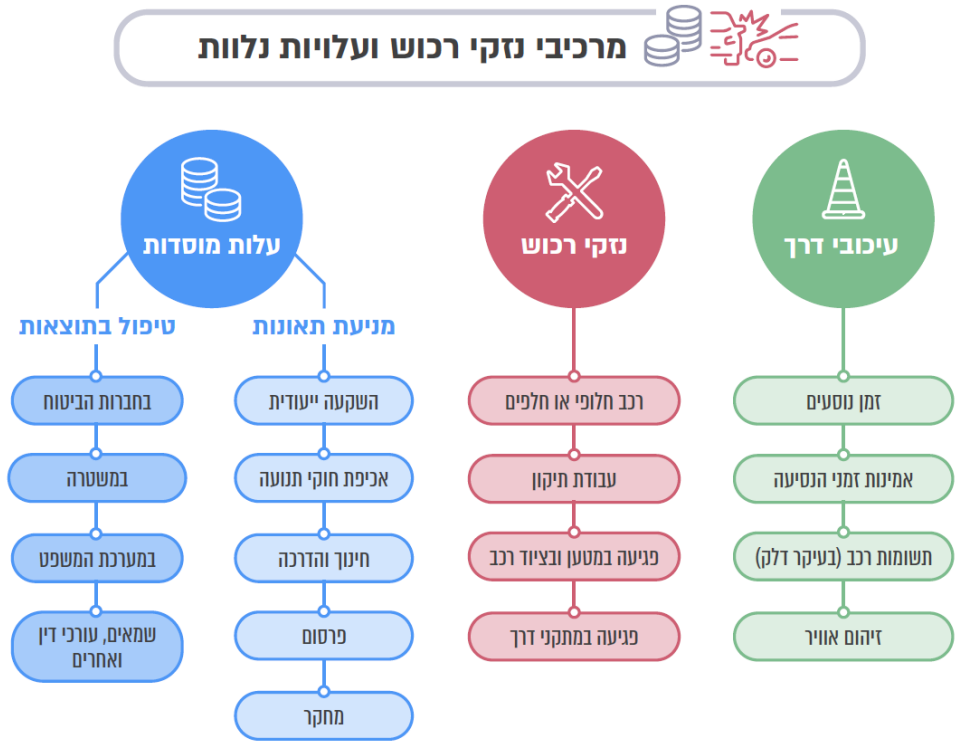 מרכיבי נזקי רכוש ועלויות נלוות
עיכובי דרך
זמן נוסעים
אמינות זמני הנסיעה
תשומות רכב (בעיקר דלק)
זיהום אוויר
נזקי רכוש
רכב חלופי או חלפים
עבודת תיקון
פגיעה במטען ובציוד רכב
פגיעה במתקני דרך
עלות מוסדות
מניעת תאונות
השקעה ייעודית
אכיפת חוקי תנועה
חינוך והדרכה
פרסום
מחקר
טיפול בתוצאות
בחברות הביטוח
במשטרה
במערכת המשפט
שמאים, עורכי דין
ואחרים